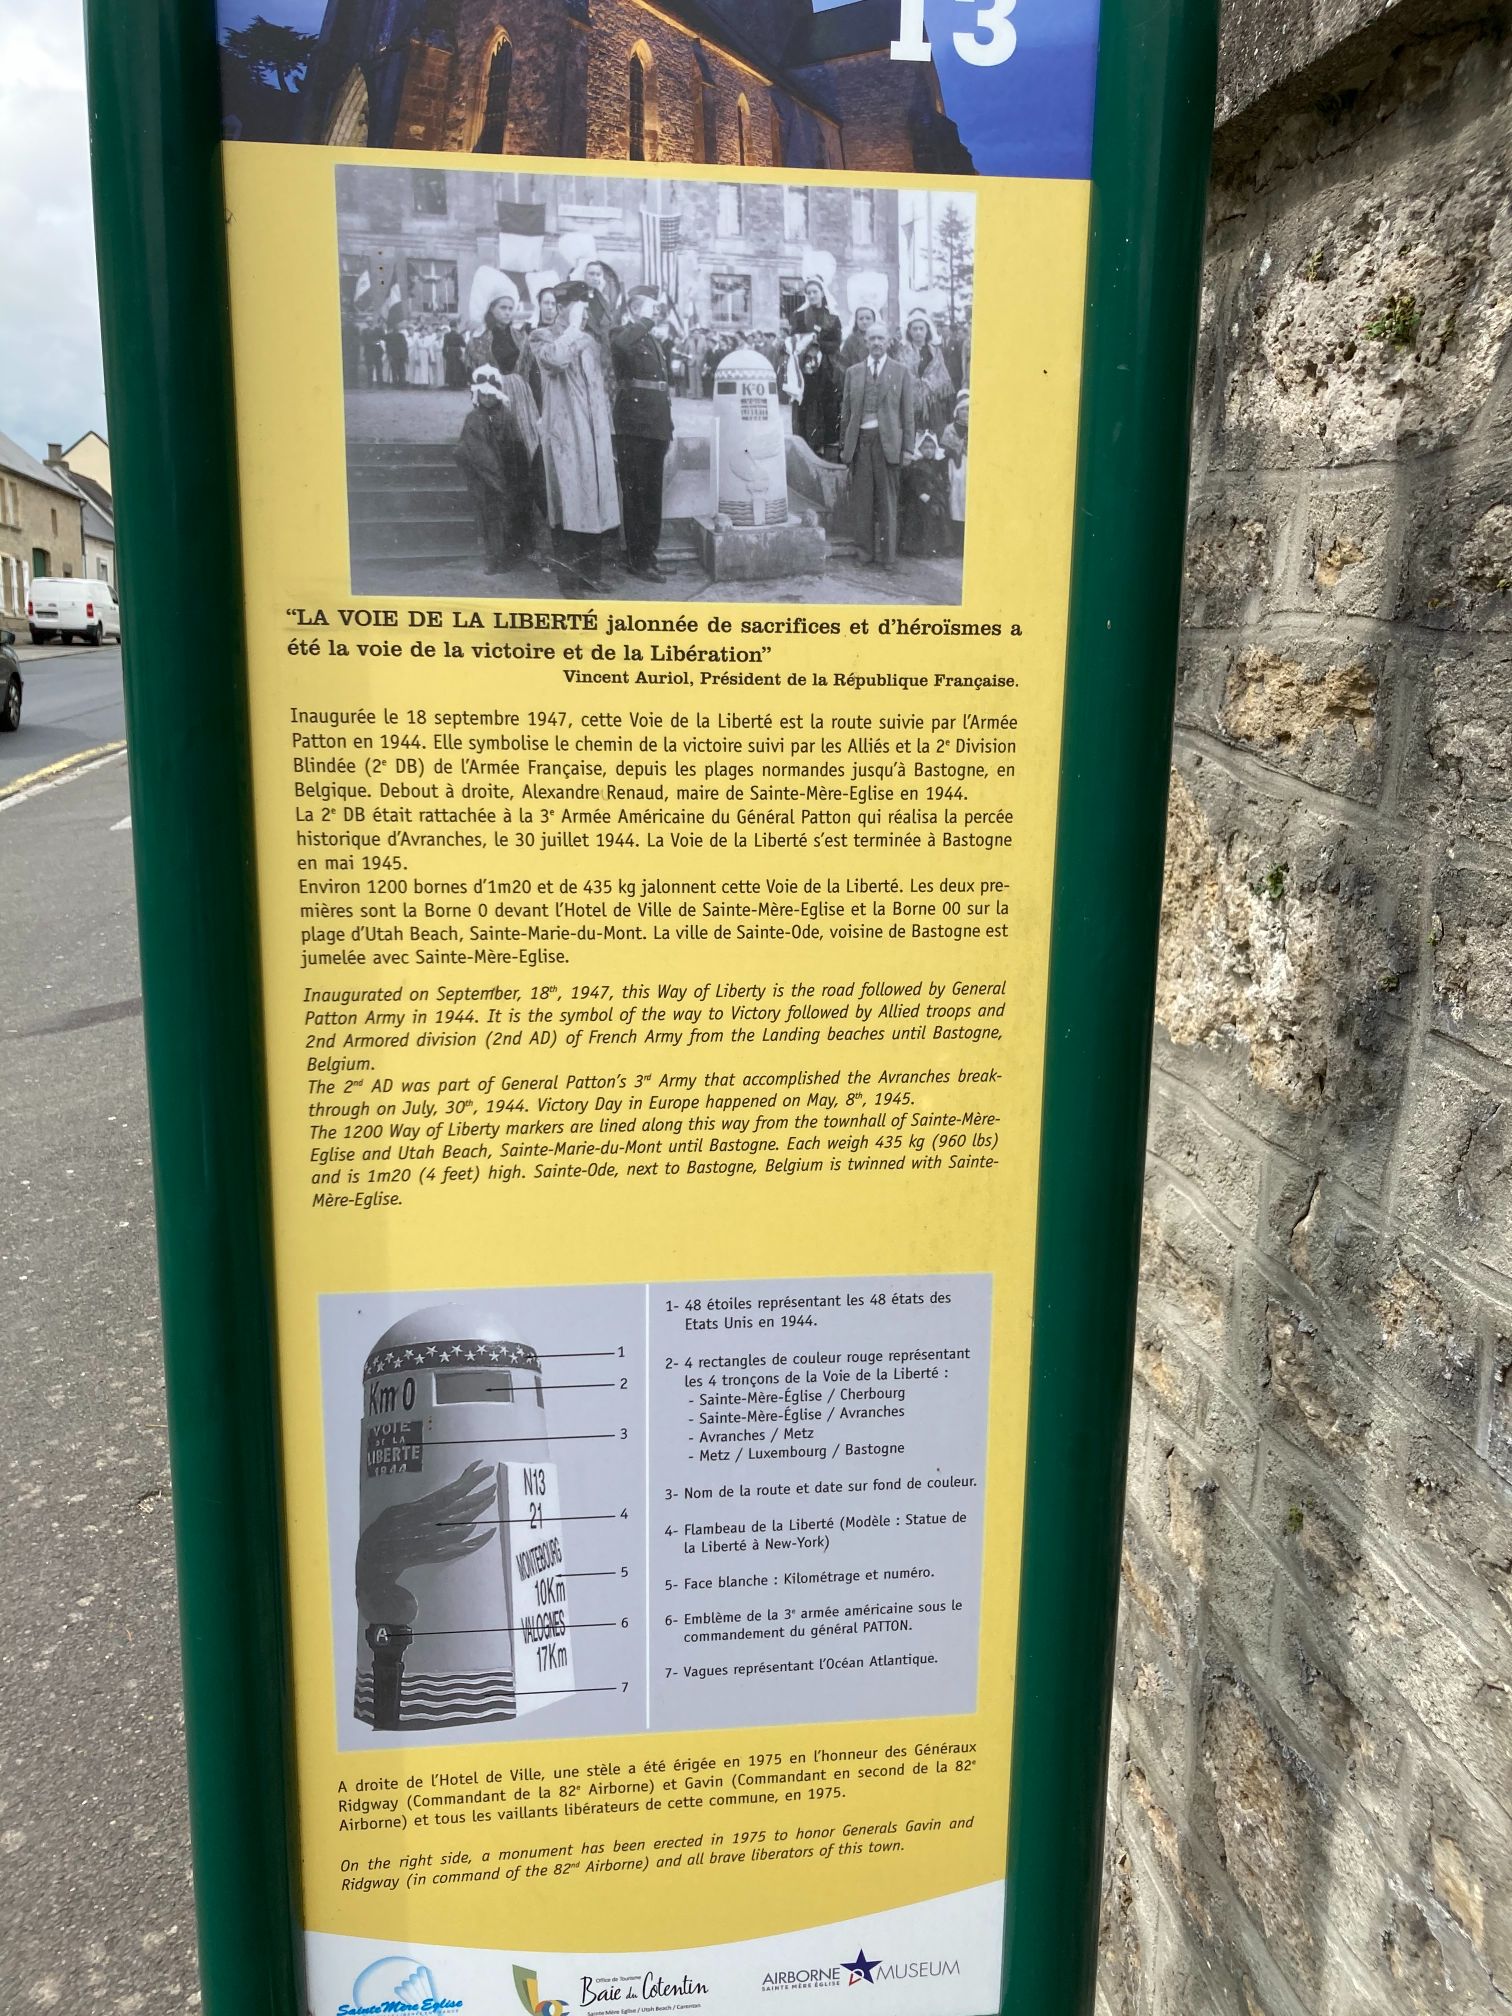 13
K^O
"LA VOIE DE LA LIBERTÉ jalonnée de sacrifices et d'héroïsmes a
été la voie de la victoire et de la Libération"
Vincent Auriol, Président de la République Française.
Inaugurée le 18 septembre 1947, cette Voie de la Liberté est la route suivie par l'Armée
Patton en 1944. Elle symbolise le chemin de la victoire suivi par les Alliés et la 2e Division
Blindée (2e DB) de l'Armée Française, depuis les plages normandes jusqu'à Bastogne, en
Belgique. Debout à droite, Alexandre Renaud, maire de Sainte-Mère-Eglise en 1944.
La 2e DB était rattachée à la 3e Armée Américaine du Général Patton qui réalisa la percée
historique d'Avranches, le 30 juillet 1944. La Voie de la Liberté s'est terminée à Bastogne
en mai 1945.
Environ 1200 bornes d'1m20 et de 435 kg jalonnent cette Voie de la Liberté. Les deux pre-
mières sont la Borne 0 devant l'Hotel de Ville de Sainte-Mère-Eglise et la Borne 00 sur la
plage d'Utah Beach, Sainte-Marie-du-Mont. La ville de Sainte-Ode, voisine de Bastogne est
jumelée avec Sainte-Mère-Eglise.
Inaugurated on September, 18th, 1947, this Way of Liberty is the road followed by General
Patton Army in 1944. It is the symbol of the way to Victory followed by Allied troops and
2nd Armored division (2nd AD) of French Army from the Landing beaches until Bastogne,
Belgium.
The 2nd AD was part of General Patton's 3rd Army that accomplished the Avranches break-
through on July, 30th, 1944. Victory Day in Europe happened on May, 8th, 1945.
The 1200 Way of Liberty markers are lined along this way from the townhall of Sainte-Mère-
Eglise and Utah Beach, Sainte-Marie-du-Mont until Bastogne. Each weigh 435 kg (960 lbs)
and is 1m20 (4 feet) high. Sainte-Ode, next to Bastogne, Belgium is twinned with Sainte-
Mère-Eglise.
Km 0
VOIE
DE LA
LIBERTE
1944
N13
21
MONTEBOURG
10Km
VALOGNES
17Km
A
1
2
3
4
5
6
7
1- 48 étoiles représentant les 48 états des
Etats Unis en 1944.
2- 4 rectangles de couleur rouge représentant
les 4 tronçons de la Voie de la Liberté :
- Sainte-Mère-Église / Cherbourg
- Sainte-Mère-Église / Avranches
- Avranches / Metz
- Metz / Luxembourg / Bastogne
3- Nom de la route et date sur fond de couleur.
4- Flambeau de la Liberté (Modèle : Statue de
la Liberté à New-York)
5- Face blanche : Kilométrage et numéro.
6- Emblème de la 3e armée américaine sous le
commandement du général PATTON.
7- Vagues représentant l'Océan Atlantique.
A droite de l'Hotel de Ville, une stèle a été érigée en 1975 en l'honneur des Généraux
Ridgway (Commandant de la 82e Airborne) et Gavin (Commandant en second de la 82e
Airborne) et tous les vaillants libérateurs de cette commune, en 1975.
On the right side, a monument has been erected in 1975 to honor Generals Gavin and
Ridgway (in command of the 82nd Airborne) and all brave liberators of this town.
Sainte Mère Eglise
Office de Tourisme
Baie du Cotentin
Sainte Mère Eglise / Utah Beach / Carentan
AIRBORNE MUSEUM
SAINTE MÈRE ÉGLISE